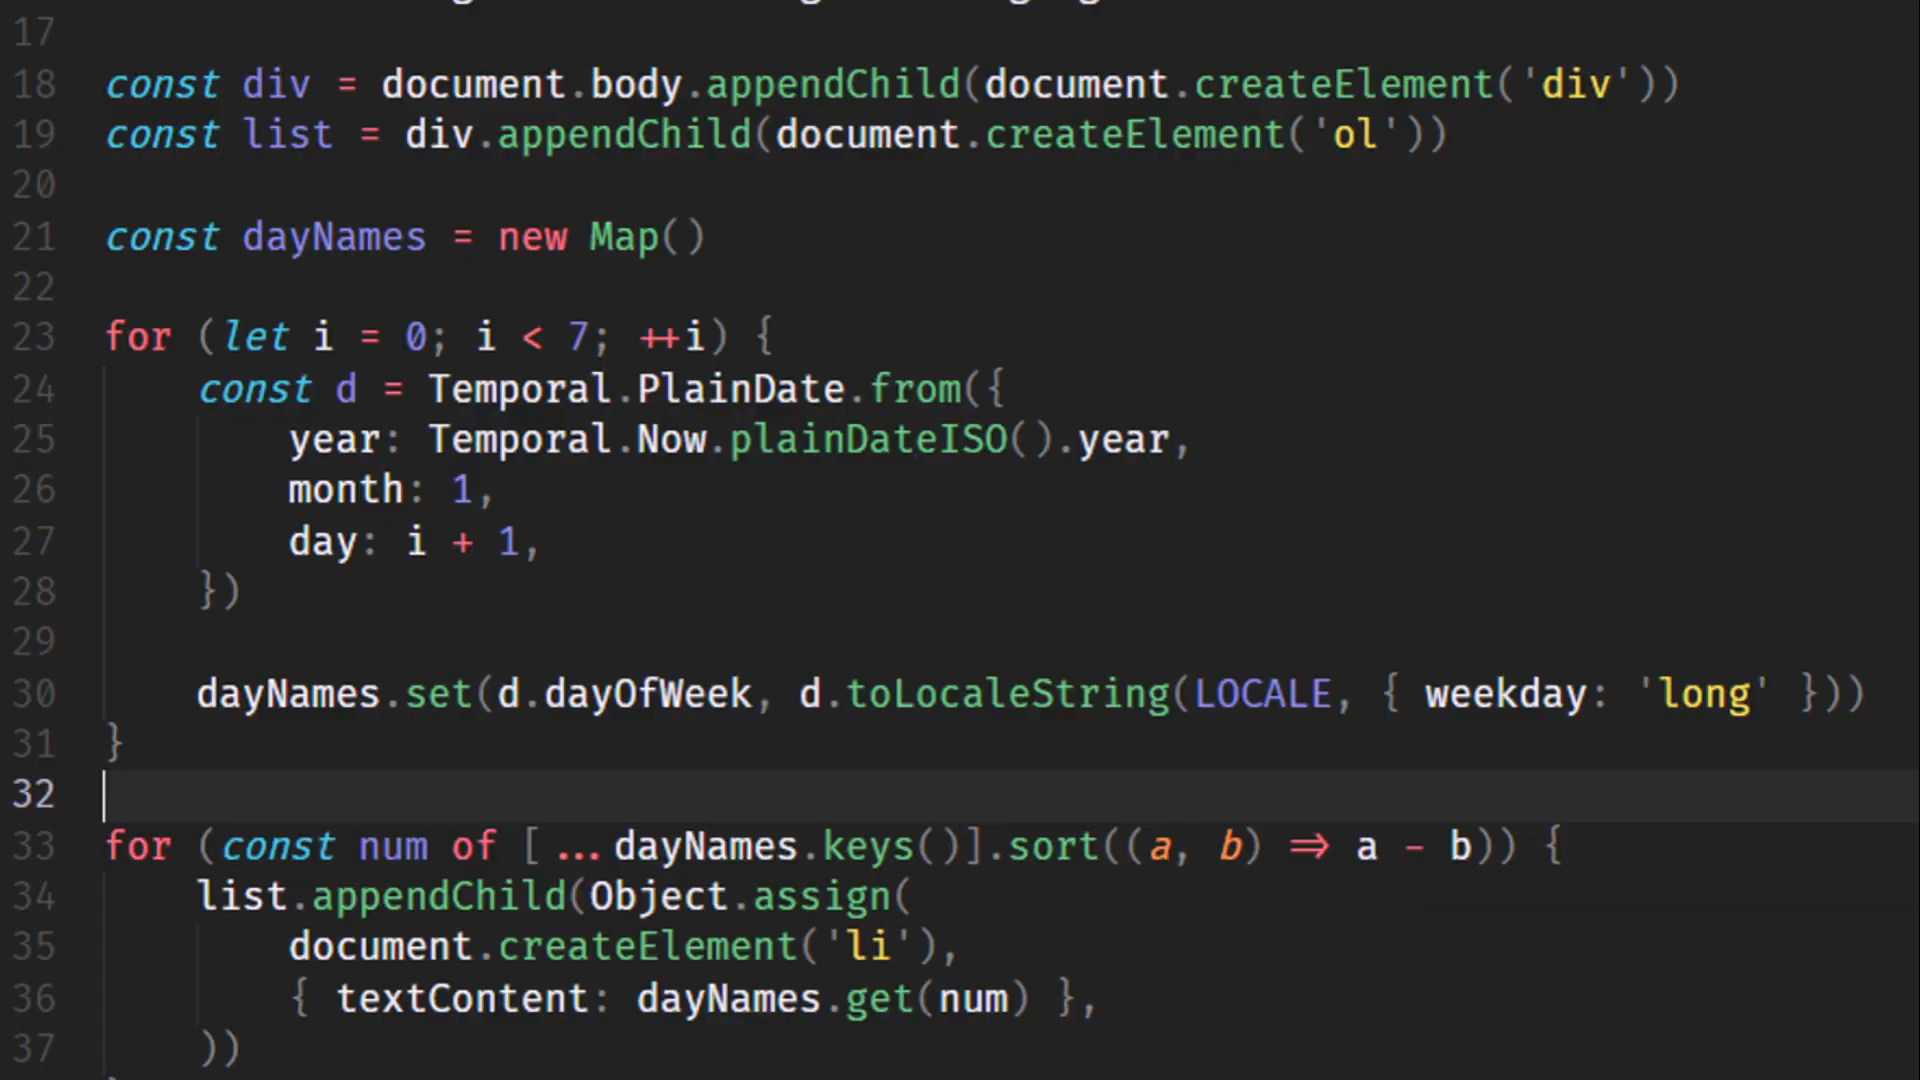 17
18 const div = document.body.appendChild(document.createElement('div'))
19 const list = div.appendChild(document.createElement('ol'))
20
21 const dayNames = new Map()
22
23 for (let i = 0; i < 7; ++i) {
24 const d = Temporal.PlainDate.from({
25 year: Temporal.Now.plainDateISO().year,
26 month: 1,
27 day: i + 1,
28 })
29
30 dayNames.set(d.dayOfWeek, d.toLocaleString(LOCALE, { weekday: 'long' }))
31 }
32
33 for (const num of [...dayNames.keys()].sort((a, b) => a - b)) {
34 list.appendChild(Object.assign(
35 document.createElement('li'),
36 { textContent: dayNames.get(num) },
37 ))